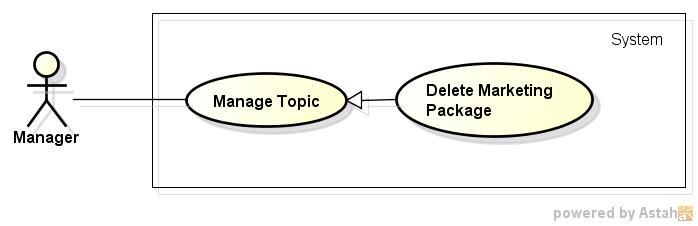 System
Manage Topic
Delete Marketing
Package
Manager
powered by Astah